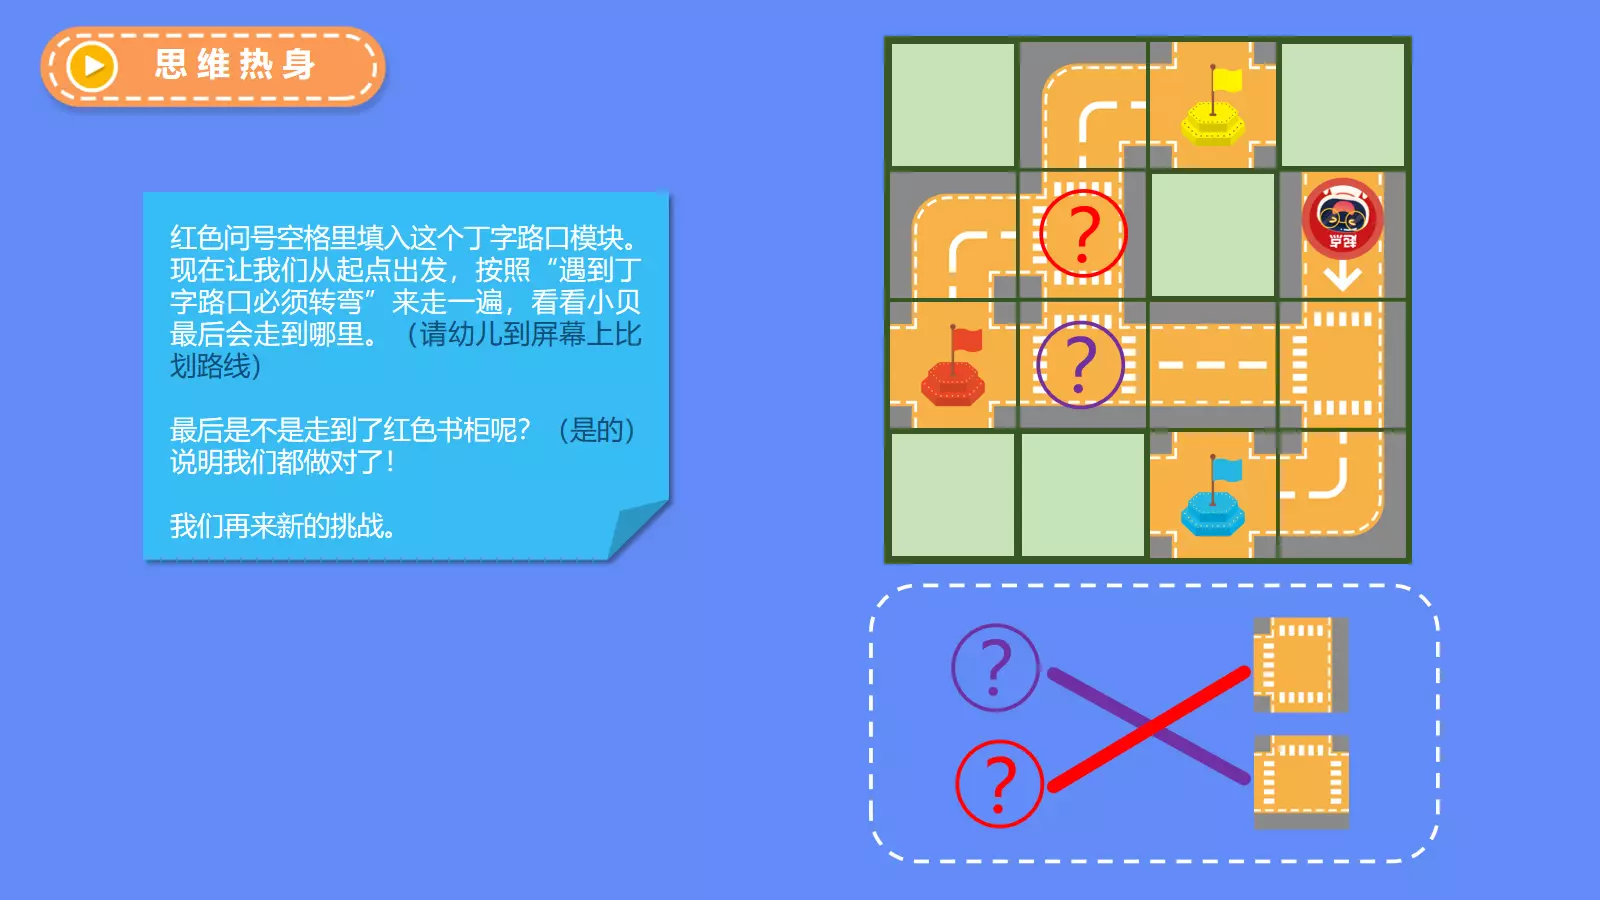 思维热身
红色问号空格里填入这个丁字路口模块。
现在让我们从起点出发，按照“遇到丁
字路口必须转弯”来走一遍，看看小贝
最后会走到哪里。（请幼儿到屏幕上比
划路线）
最后是不是走到了红色书柜呢？（是的）
说明我们都做对了！
我们再来新的挑战。
?
起点
?
?
?